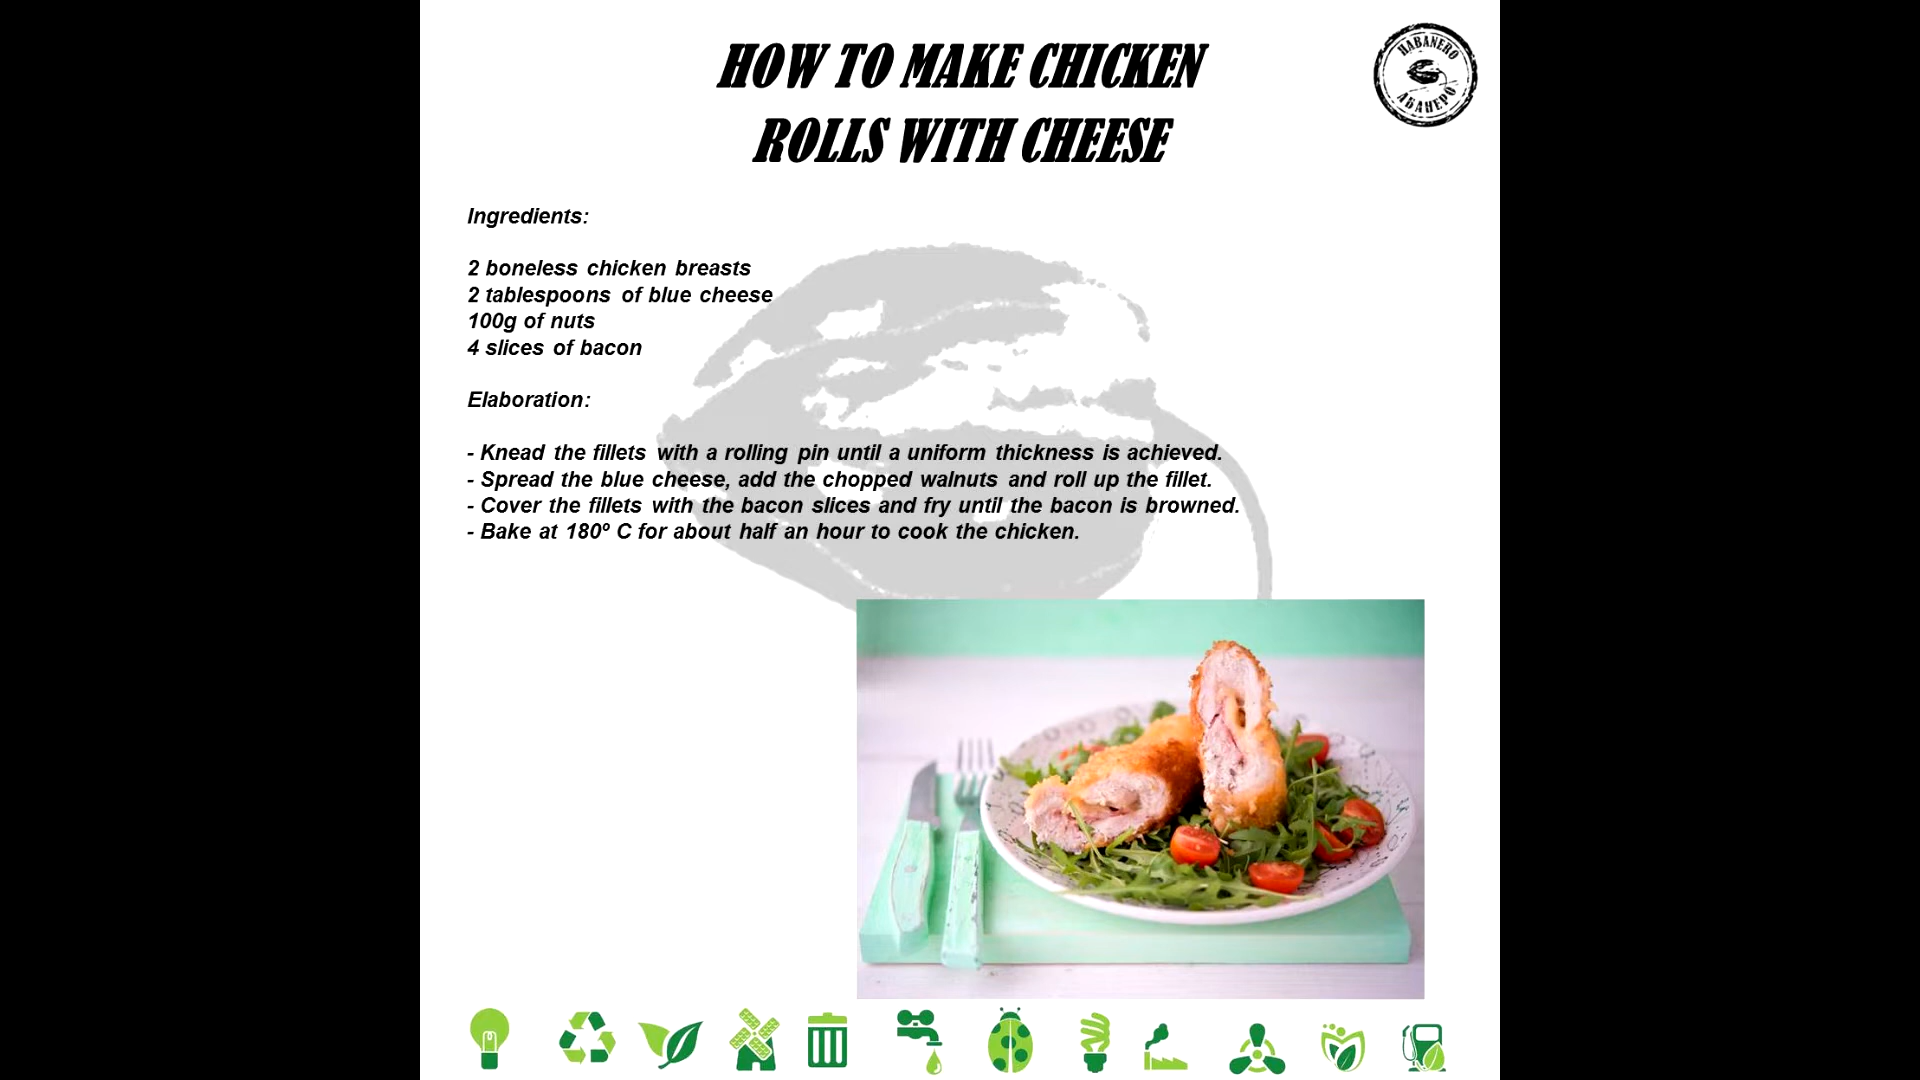 HOW TO MAKE CHICKEN
ROLLS WITH CHEESE
HABANERO
АБАНЕРО
Ingredients:
2 boneless chicken breasts
2 tablespoons of blue cheese
100g of nuts
4 slices of bacon
Elaboration:
- Knead the fillets with a rolling pin until a uniform thickness is achieved.
- Spread the blue cheese, add the chopped walnuts and roll up the fillet.
- Cover the fillets with the bacon slices and fry until the bacon is browned.
- Bake at 180º C for about half an hour to cook the chicken.